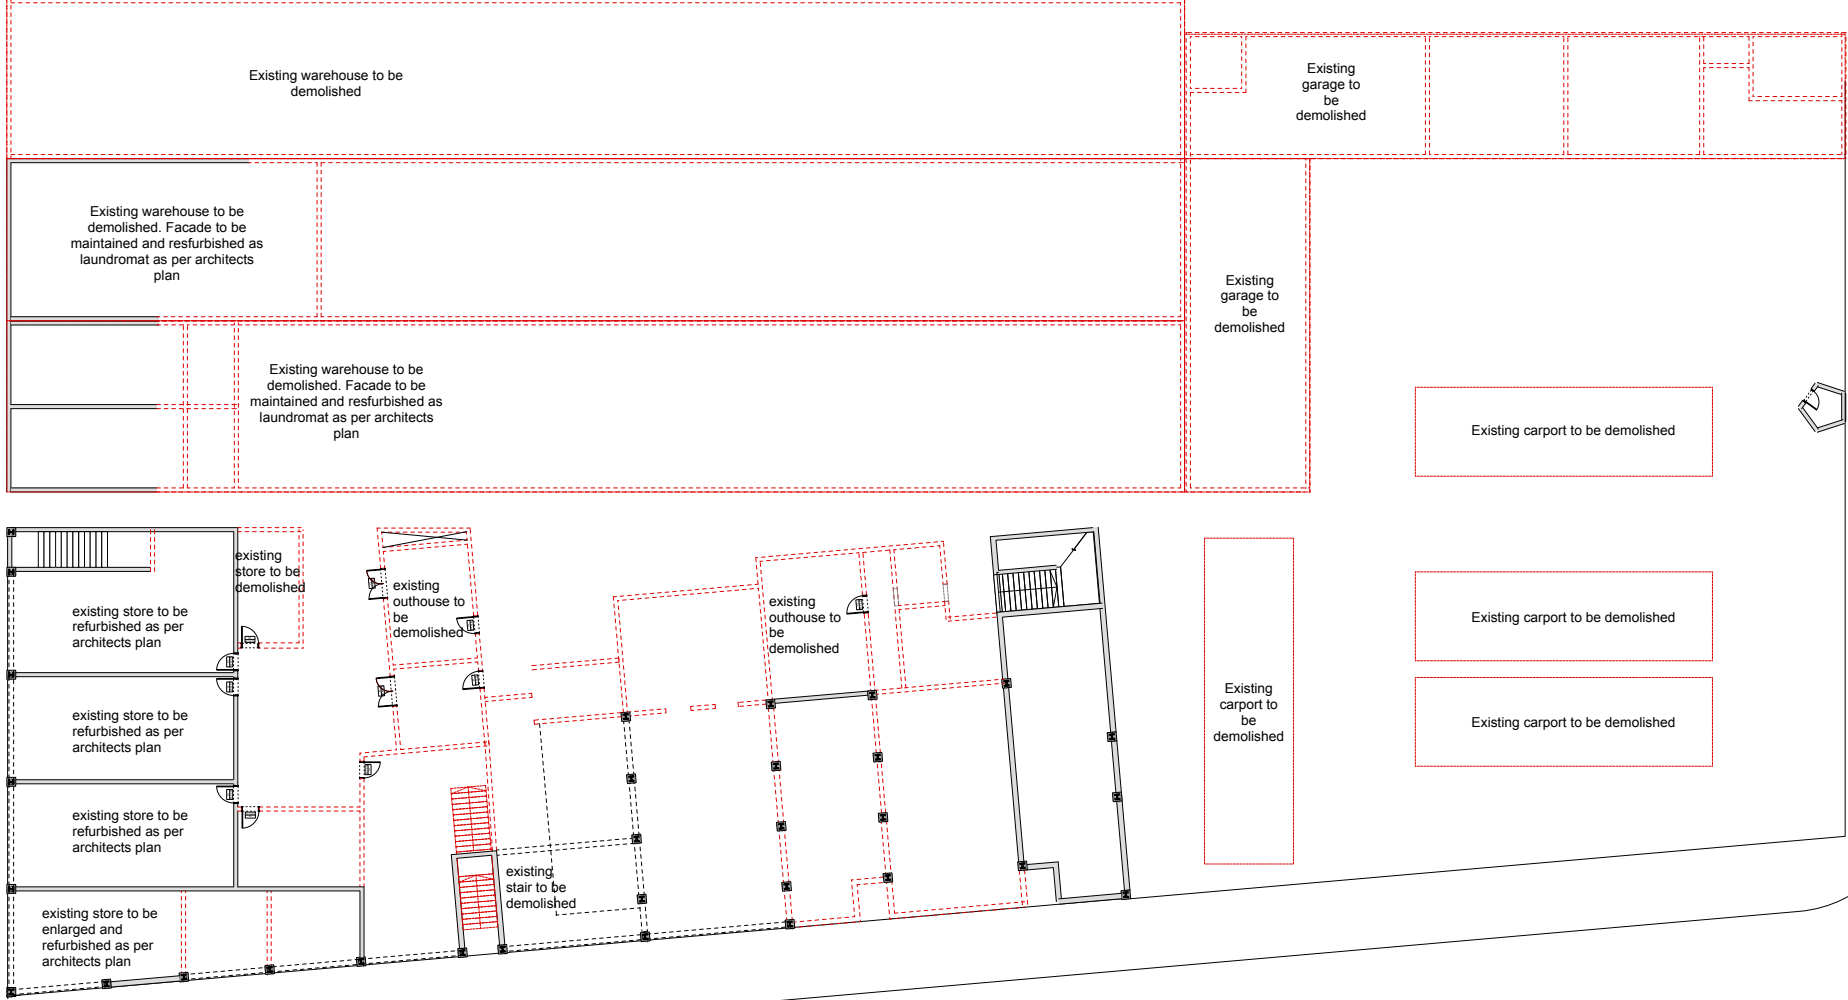 Existing warehouse to be
demolished
Existing
garage to
be
demolished
Existing warehouse to be
demolished. Facade to be
maintained and resfurbished as
laundromat as per architects
plan
Existing
garage to
be
demolished
Existing warehouse to be
demolished. Facade to be
maintained and resfurbished as
laundromat as per architects
plan
Existing carport to be demolished
existing
store to be
demolished
existing
outhouse to
be
demolished
existing
outhouse to
be
demolished
existing store to be
refurbished as per
architects plan
Existing carport to be demolished
existing store to be
refurbished as per
architects plan
Existing
carport to
be
demolished
Existing carport to be demolished
existing store to be
refurbished as per
architects plan
existing
stair to be
demolished
existing store to be
enlarged and
refurbished as per
architects plan